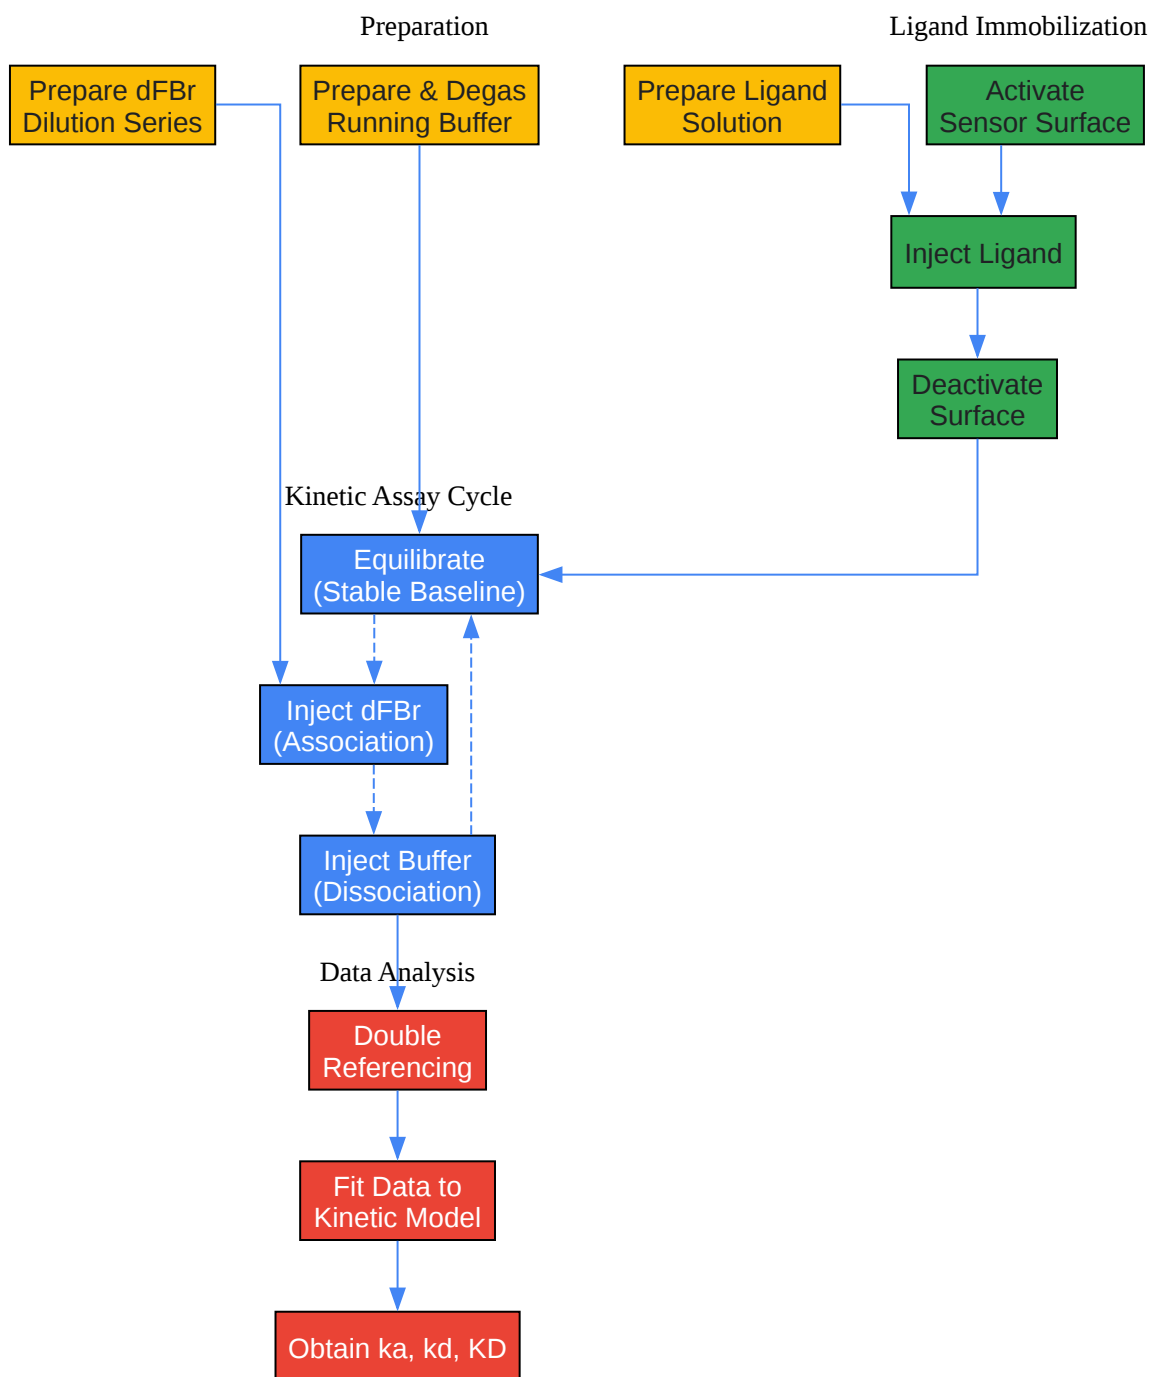 Preparation
Ligand Immobilization
Prepare dFBr
Dilution Series
Prepare & Degas
Running Buffer
Prepare Ligand
Solution
Activate
Sensor Surface
Inject Ligand
Deactivate
Surface
Kinetic Assay Cycle
Equilibrate
(Stable Baseline)
Inject dFBr
(Association)
Inject Buffer
(Dissociation)
Data Analysis
Double
Referencing
Fit Data to
Kinetic Model
Obtain ka, kd, KD